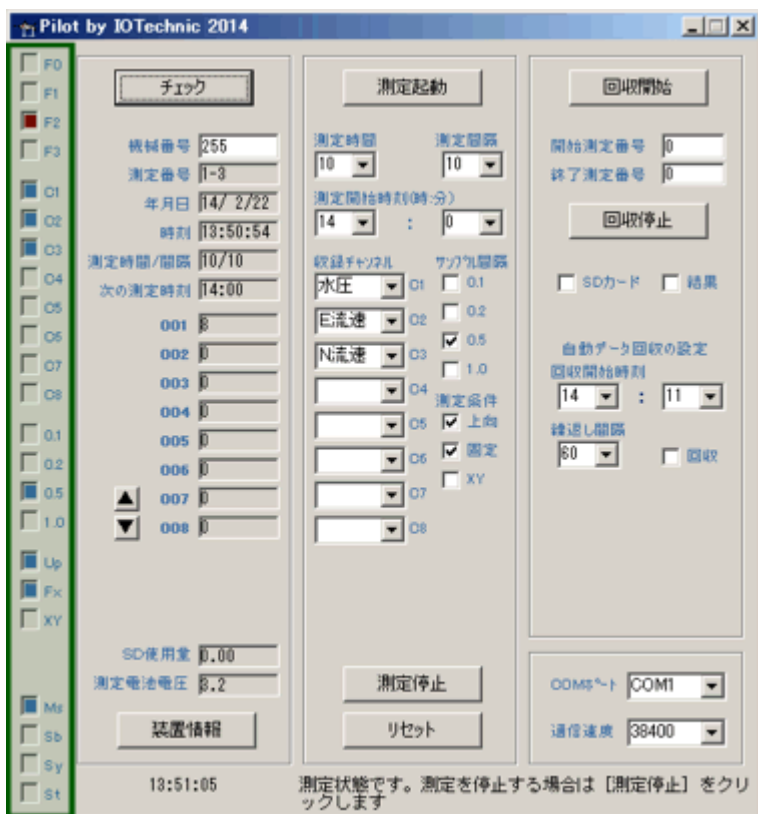 Pilot by IOTechnic 2014
F0
F1
F2
F3
C1
C2
C3
C4
C5
C6
C7
C8
0.1
0.2
0.5
1.0
Up
Fx
XY
Ms
Sb
Sy
St
チェック
機械番号 255
測定番号 1-3
年月日 14/ 2/22
時刻 13:50:54
測定時間/間隔 10/10
次の測定時刻 14:00
001 8
002 0
003 0
004 0
005 0
006 0
007 0
008 0
SD使用量 0.00
測定電池電圧 3.2
装置情報
13:51:05
測定起動
測定時間 測定間隔
10 10
測定開始時刻(時:分)
14 : 0
収録チャンネル サンプル間隔
水圧 C1 0.1
E流速 C2 0.2
N流速 C3 0.5
C4 1.0
測定条件
C5 上向
C6 固定
C7 XY
C8
測定停止
リセット
回収開始
開始測定番号 0
終了測定番号 0
回収停止
SDカード 結果
自動データ回収の設定
回収開始時刻
14 : 11
繰返し間隔
60 回収
COMポート COM1
通信速度 38400
測定状態です。測定を停止する場合は [測定停止] をクリ
ックします